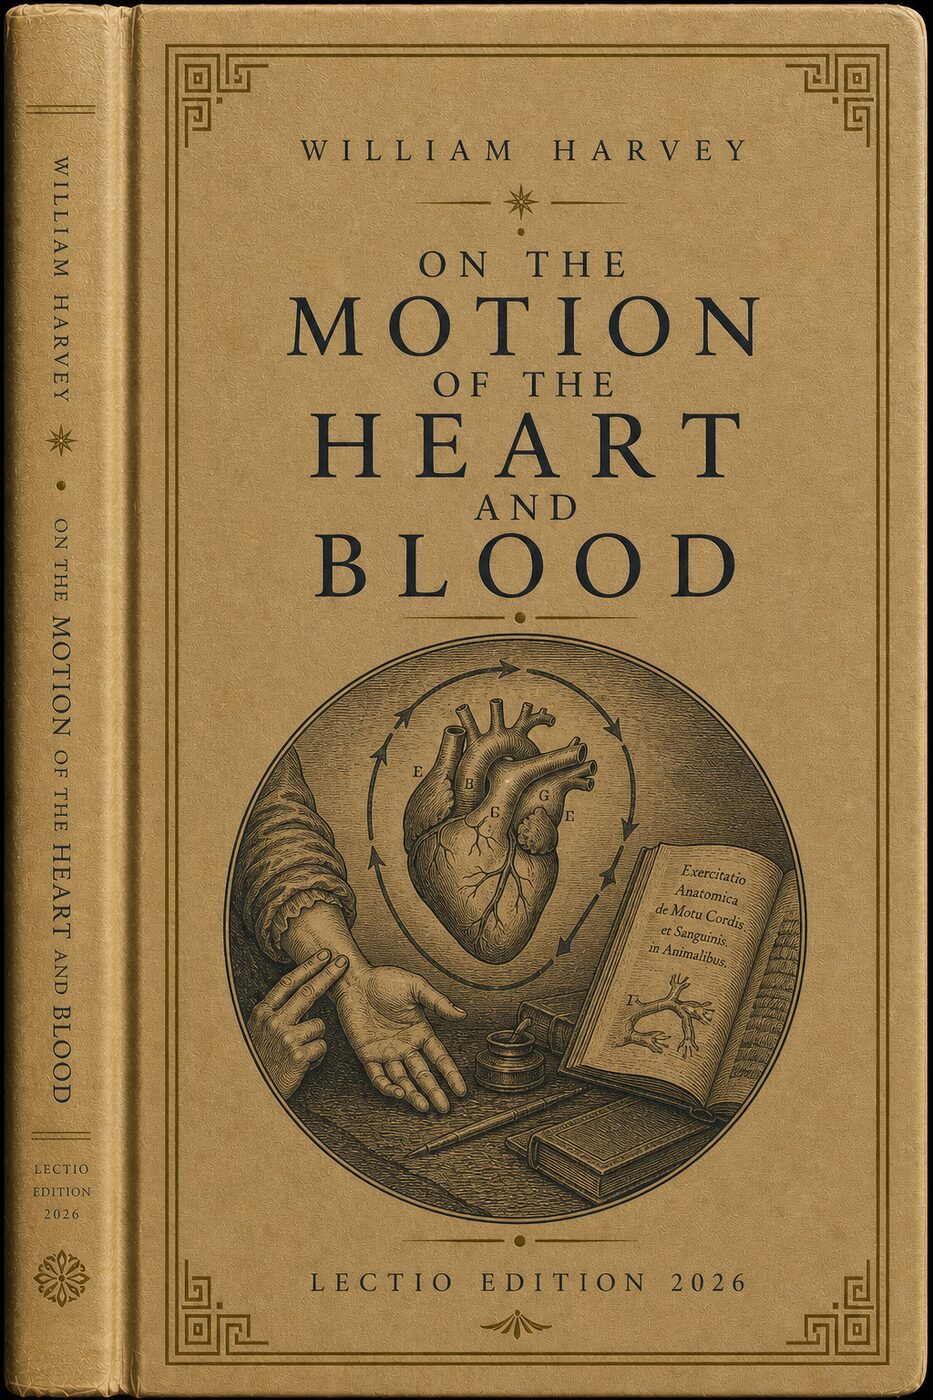 WILLIAM HARVEY
ON THE MOTION OF THE HEART AND BLOOD
LECTIO
EDITION
2026
WILLIAM HARVEY
ON THE
MOTION
OF THE
HEART
AND
BLOOD
E
B
E
G
E
Exercitatio
Anatomica
de Motu Cordis
et Sanguinis.
in Animalibus.
I
LECTIO EDITION 2026